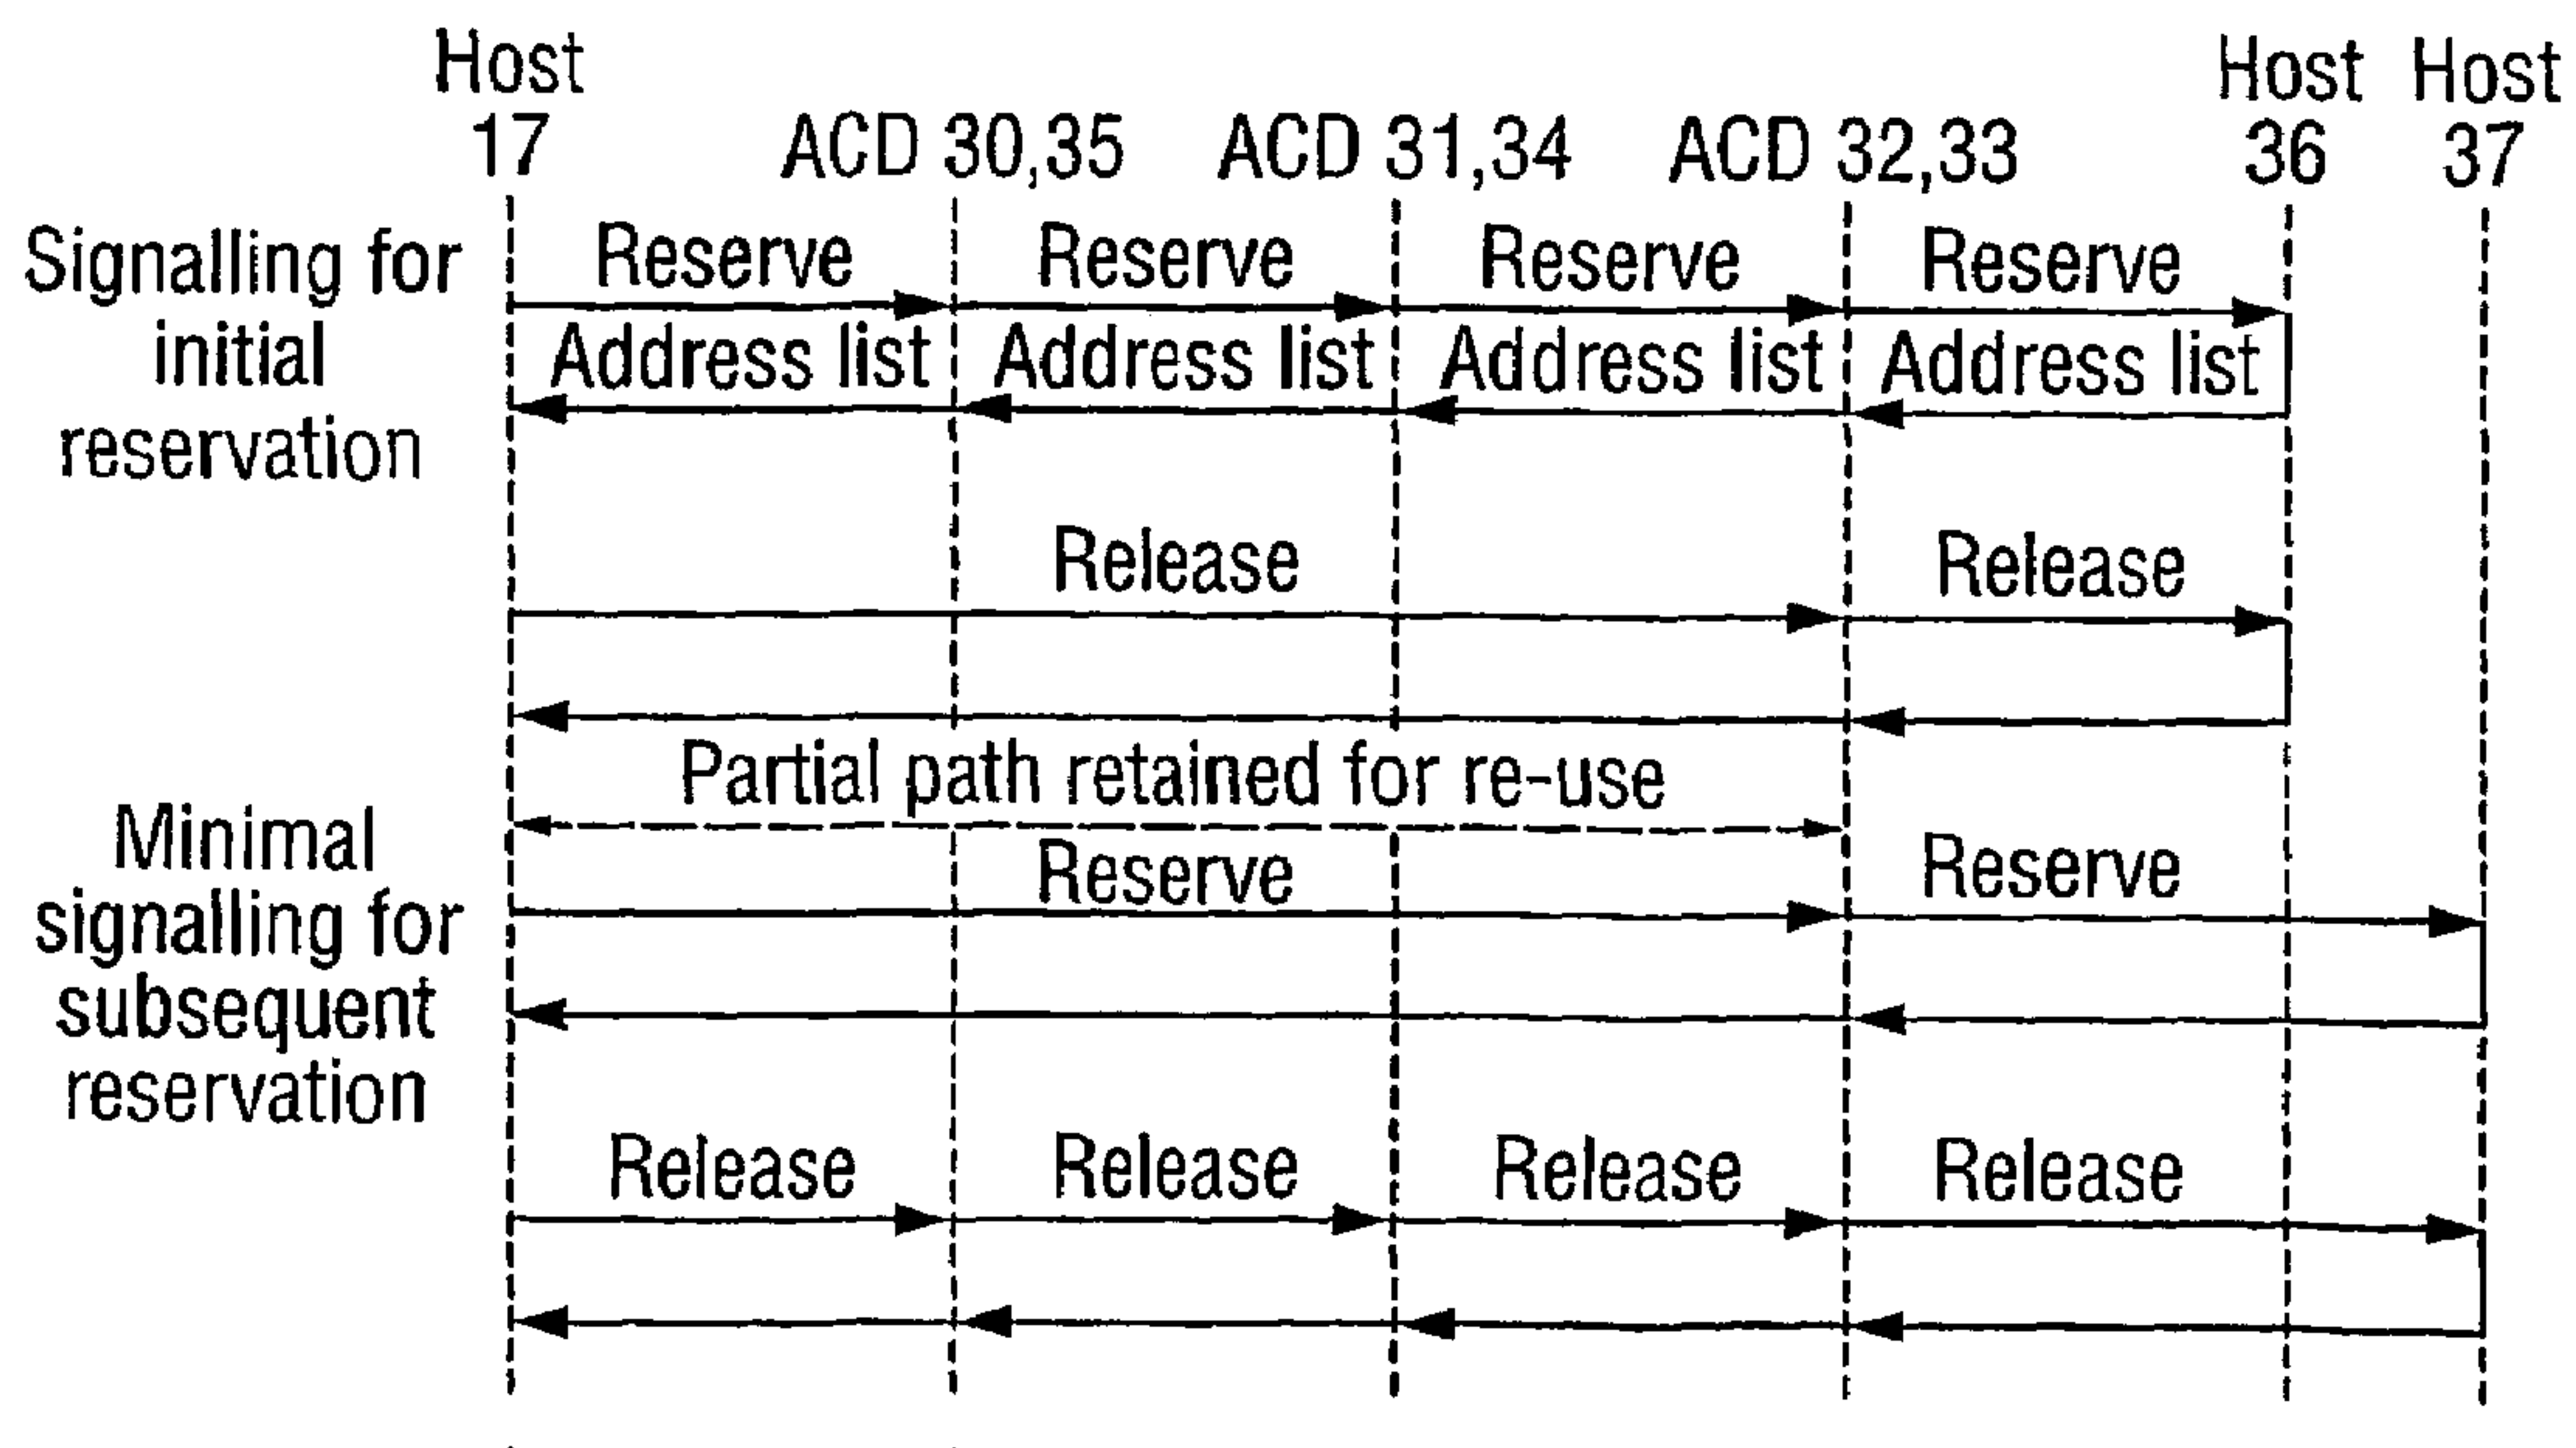 Host
17
ACD 30,35
ACD 31,34
ACD 32,33
Host
36
Host
37
Signalling for
initial
reservation
Reserve Reserve Reserve Reserve
Address list Address list Address list Address list
Release Release
Partial path retained for re-use
Minimal
signalling for
subsequent
reservation
Reserve Reserve
Release Release Release Release